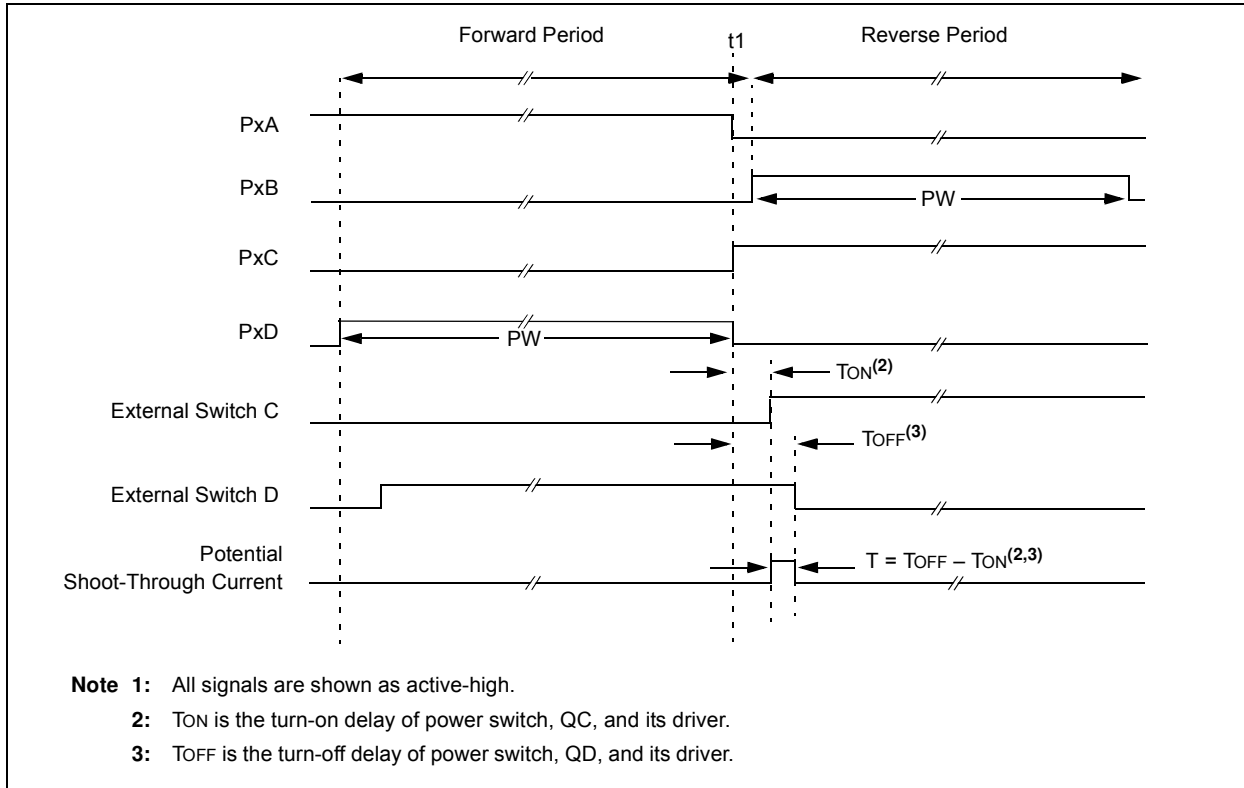 Forward Period
t1
Reverse Period
PxA
PxB
PW
PxC
PxD
PW
TON(2)
External Switch C
TOFF(3)
External Switch D
Potential
Shoot-Through Current
T = TOFF – TON(2,3)
Note 1: All signals are shown as active-high.
2: TON is the turn-on delay of power switch, QC, and its driver.
3: TOFF is the turn-off delay of power switch, QD, and its driver.